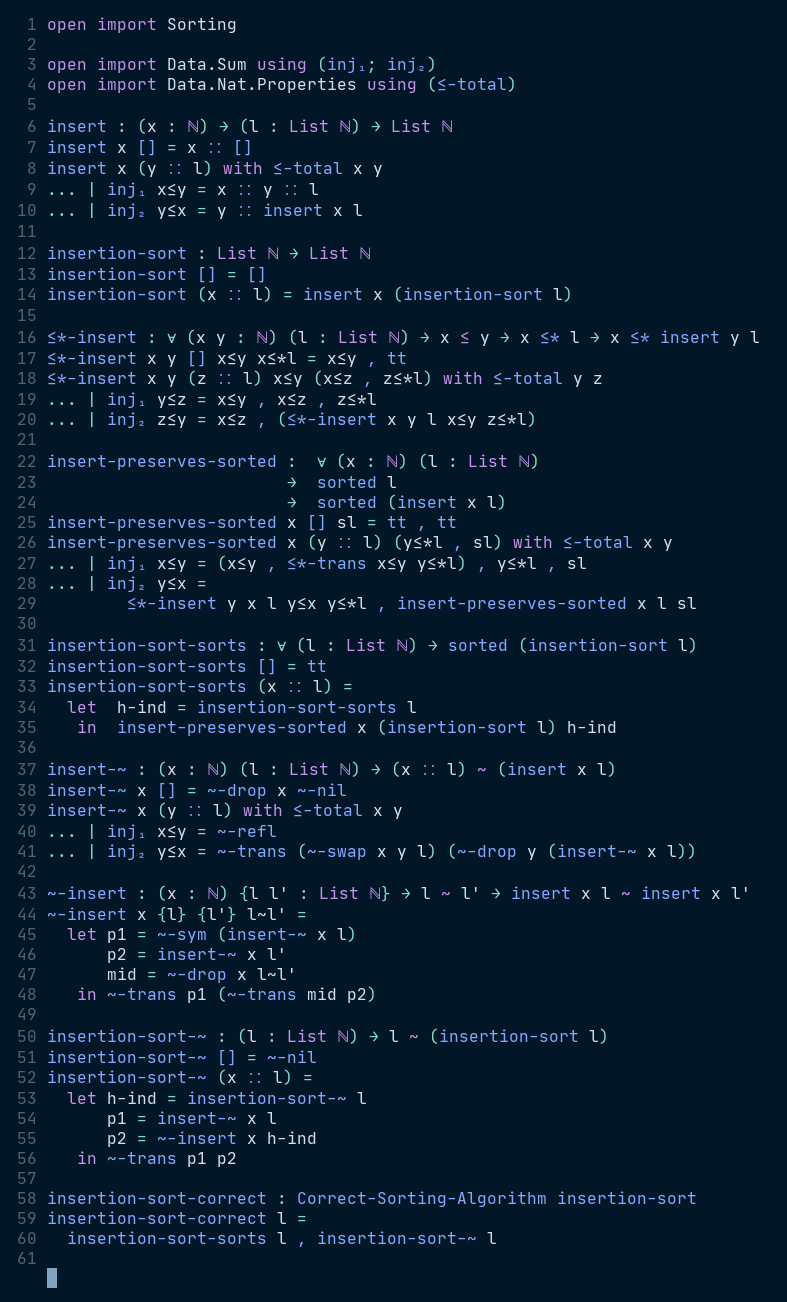 1 open import Sorting
2
3 open import Data.Sum using (inj₁; inj₂)
4 open import Data.Nat.Properties using (≤-total)
5
6 insert : (x : ℕ) → (l : List ℕ) → List ℕ
7 insert x [] = x ∷ []
8 insert x (y ∷ l) with ≤-total x y
9 ... | inj₁ x≤y = x ∷ y ∷ l
10 ... | inj₂ y≤x = y ∷ insert x l
11
12 insertion-sort : List ℕ → List ℕ
13 insertion-sort [] = []
14 insertion-sort (x ∷ l) = insert x (insertion-sort l)
15
16 ≤*-insert : ∀ (x y : ℕ) (l : List ℕ) → x ≤ y → x ≤* l → x ≤* insert y l
17 ≤*-insert x y [] x≤y x≤*l = x≤y , tt
18 ≤*-insert x y (z ∷ l) x≤y (x≤z , z≤*l) with ≤-total y z
19 ... | inj₁ y≤z = x≤y , x≤z , z≤*l
20 ... | inj₂ z≤y = x≤z , (≤*-insert x y l x≤y z≤*l)
21
22 insert-preserves-sorted :  ∀ (x : ℕ) (l : List ℕ)
23                         →  sorted l
24                         →  sorted (insert x l)
25 insert-preserves-sorted x [] sl = tt , tt
26 insert-preserves-sorted x (y ∷ l) (y≤*l , sl) with ≤-total x y
27 ... | inj₁ x≤y = (x≤y , ≤*-trans x≤y y≤*l) , y≤*l , sl
28 ... | inj₂ y≤x =
29         ≤*-insert y x l y≤x y≤*l , insert-preserves-sorted x l sl
30
31 insertion-sort-sorts : ∀ (l : List ℕ) → sorted (insertion-sort l)
32 insertion-sort-sorts [] = tt
33 insertion-sort-sorts (x ∷ l) =
34   let  h-ind = insertion-sort-sorts l
35    in  insert-preserves-sorted x (insertion-sort l) h-ind
36
37 insert-~ : (x : ℕ) (l : List ℕ) → (x ∷ l) ~ (insert x l)
38 insert-~ x [] = ~-drop x ~-nil
39 insert-~ x (y ∷ l) with ≤-total x y
40 ... | inj₁ x≤y = ~-refl
41 ... | inj₂ y≤x = ~-trans (~-swap x y l) (~-drop y (insert-~ x l))
42
43 ~-insert : (x : ℕ) {l l' : List ℕ} → l ~ l' → insert x l ~ insert x l'
44 ~-insert x {l} {l'} l~l' =
45   let p1 = ~-sym (insert-~ x l)
46       p2 = insert-~ x l'
47       mid = ~-drop x l~l'
48    in ~-trans p1 (~-trans mid p2)
49
50 insertion-sort-~ : (l : List ℕ) → l ~ (insertion-sort l)
51 insertion-sort-~ [] = ~-nil
52 insertion-sort-~ (x ∷ l) =
53   let h-ind = insertion-sort-~ l
54       p1 = insert-~ x l
55       p2 = ~-insert x h-ind
56    in ~-trans p1 p2
57
58 insertion-sort-correct : Correct-Sorting-Algorithm insertion-sort
59 insertion-sort-correct l =
60   insertion-sort-sorts l , insertion-sort-~ l
61